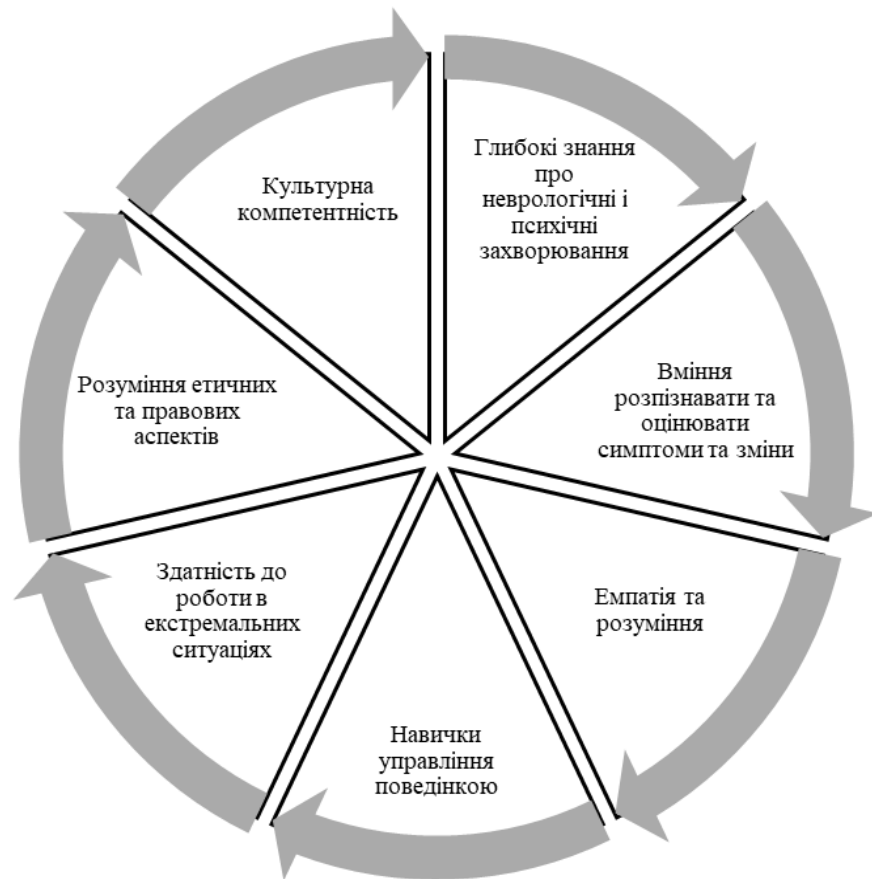 Глибокі знання
про
неврологічні і
психічні
захворювання
Вміння
розпізнавати та
оцінювати
симптоми та зміни
Емпатія та
розуміння
Навички
управління
поведінкою
Здатність до
роботи в
екстремальних
ситуаціях
Розуміння етичних
та правових
аспектів
Культурна
компетентність